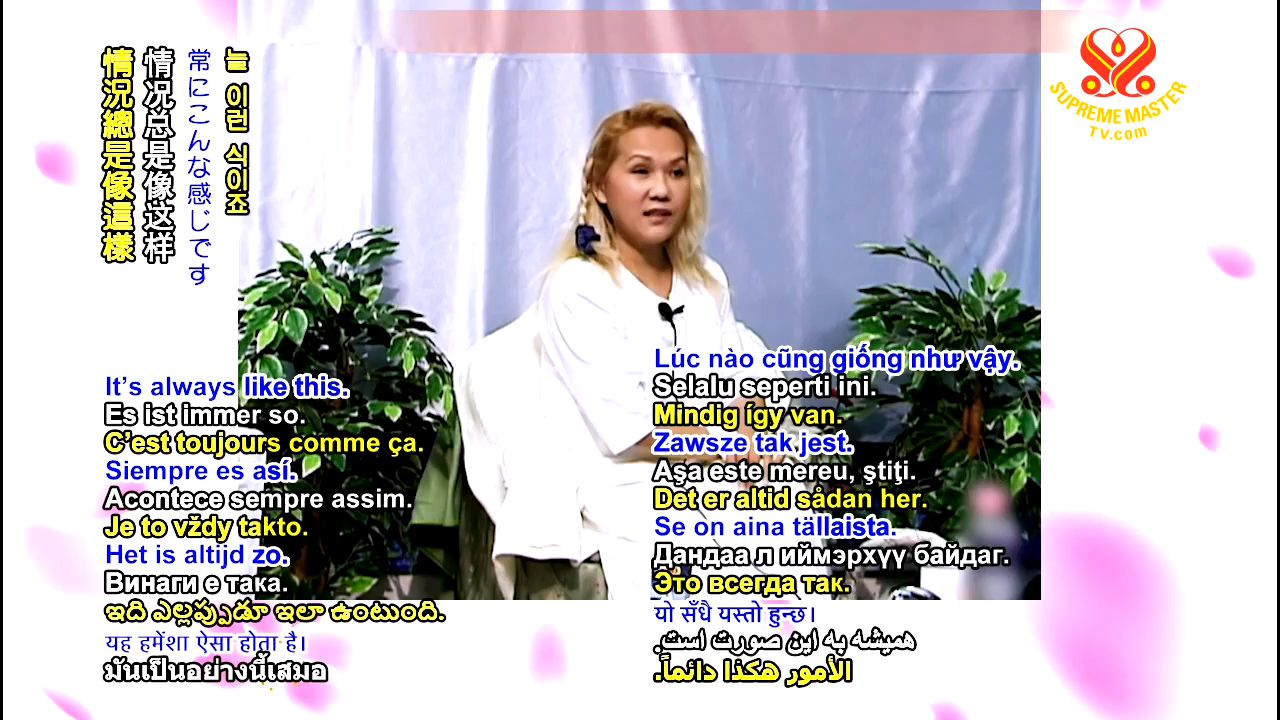 情況總是像這樣
情况总是像这样
常にこんな感じです
늘 이런 식이죠
SUPREME MASTER
TV.com
It's always like this.
Es ist immer so.
C'est toujours comme ça.
Siempre es así.
Acontece sempre assim.
Je to vždy takto.
Het is altijd zo.
Винаги е така.
ఇది ఎల్లప్పుడూ ఇలా ఉంటుంది.
यह हमेंशा ऐसा होता है।
มันเป็นอย่างนี้เสมอ
Lúc nào cũng giống như vậy.
Selalu seperti ini.
Mindig így van.
Zawsze tak jest.
Aşa este mereu, ştiţi.
Det er altid sådan her.
Se on aina tällaista.
Дандаа л иймэрхүү байдаг.
Это всегда так.
यो सँधै यस्तो हुन्छ।
همیشه به این صورت است.
الأمور هكذا دائماً.